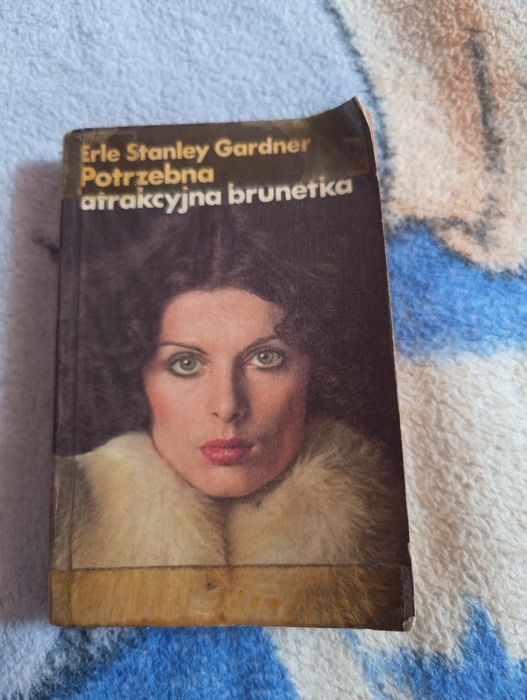 Erle Stanley Gardner
Potrzebna
atrakcyjna brunetka